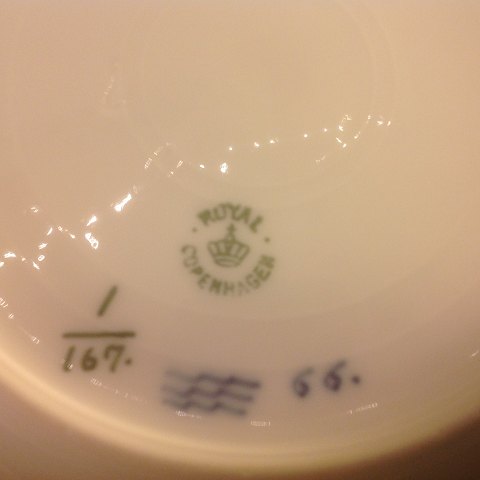 ROYAL
COPENHAGEN
1
167.
66.